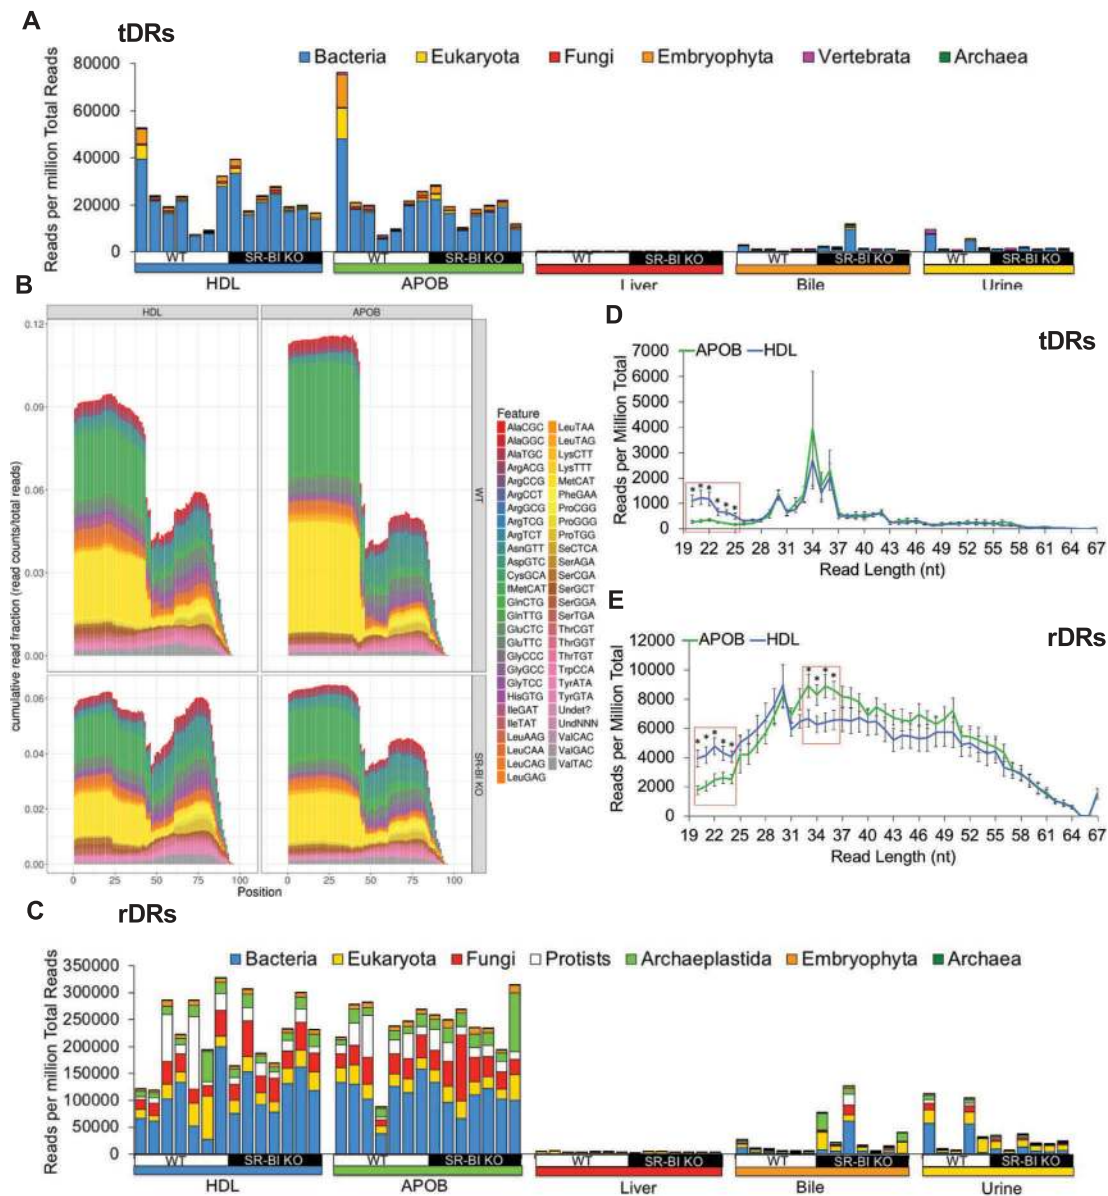 A
tDRs
Bacteria Eukaryota Fungi Embryophyta Vertebrata Archaea
Reads per million Total Reads
80000
60000
40000
20000
0
WT SR-BI KO WT SR-BI KO WT SR-BI KO WT SR-BI KO WT SR-BI KO
HDL APOB Liver Bile Urine
B
HDL APOB
cumulative read fraction (read counts/total reads)
0.12
0.09
0.06
0.03
0.00
WT
0.06
0.04
0.02
0.00
SR-BI KO
0 25 50 75 100 0 25 50 75 100
Position
Feature
AlaCGC LeuTAA
AlaGGC LeuTAG
AlaTGC LysCTT
ArgACG LysTTT
ArgCCG MetCAT
ArgCCT PheGAA
ArgGCG ProCGG
ArgTCG ProGGG
ArgTCT ProTGG
AsnGTT SeCTCA
AspGTC SerAGA
CysGCA SerCGA
fMetCAT SerGCT
GlnCTG SerGGA
GlnTTG SerTGA
GluCTC ThrCGT
GluTTC ThrGGT
GlyCCC ThrTGT
GlyGCC TrpCCA
GlyTCC TyrATA
HisGTG TyrGTA
IleGAT Undet?
IleTAT UndNNN
LeuAAG ValCAC
LeuCAA ValGAC
LeuCAG ValTAC
LeuGAG
D
tDRs
APOB HDL
Reads per Million Total
7000
6000
5000
4000
3000
2000
1000
0
* * * * * *
19 22 25 28 31 34 37 40 43 46 49 52 55 58 61 64 67
Read Length (nt)
E
rDRs
APOB HDL
Reads per Million Total
12000
10000
8000
6000
4000
2000
0
* * * * *
* * * *
19 22 25 28 31 34 37 40 43 46 49 52 55 58 61 64 67
Read Length (nt)
C
rDRs
Bacteria Eukaryota Fungi Protists Archaeplastida Embryophyta Archaea
Reads per million Total Reads
350000
300000
250000
200000
150000
100000
50000
0
WT SR-BI KO WT SR-BI KO WT SR-BI KO WT SR-BI KO WT SR-BI KO
HDL APOB Liver Bile Urine